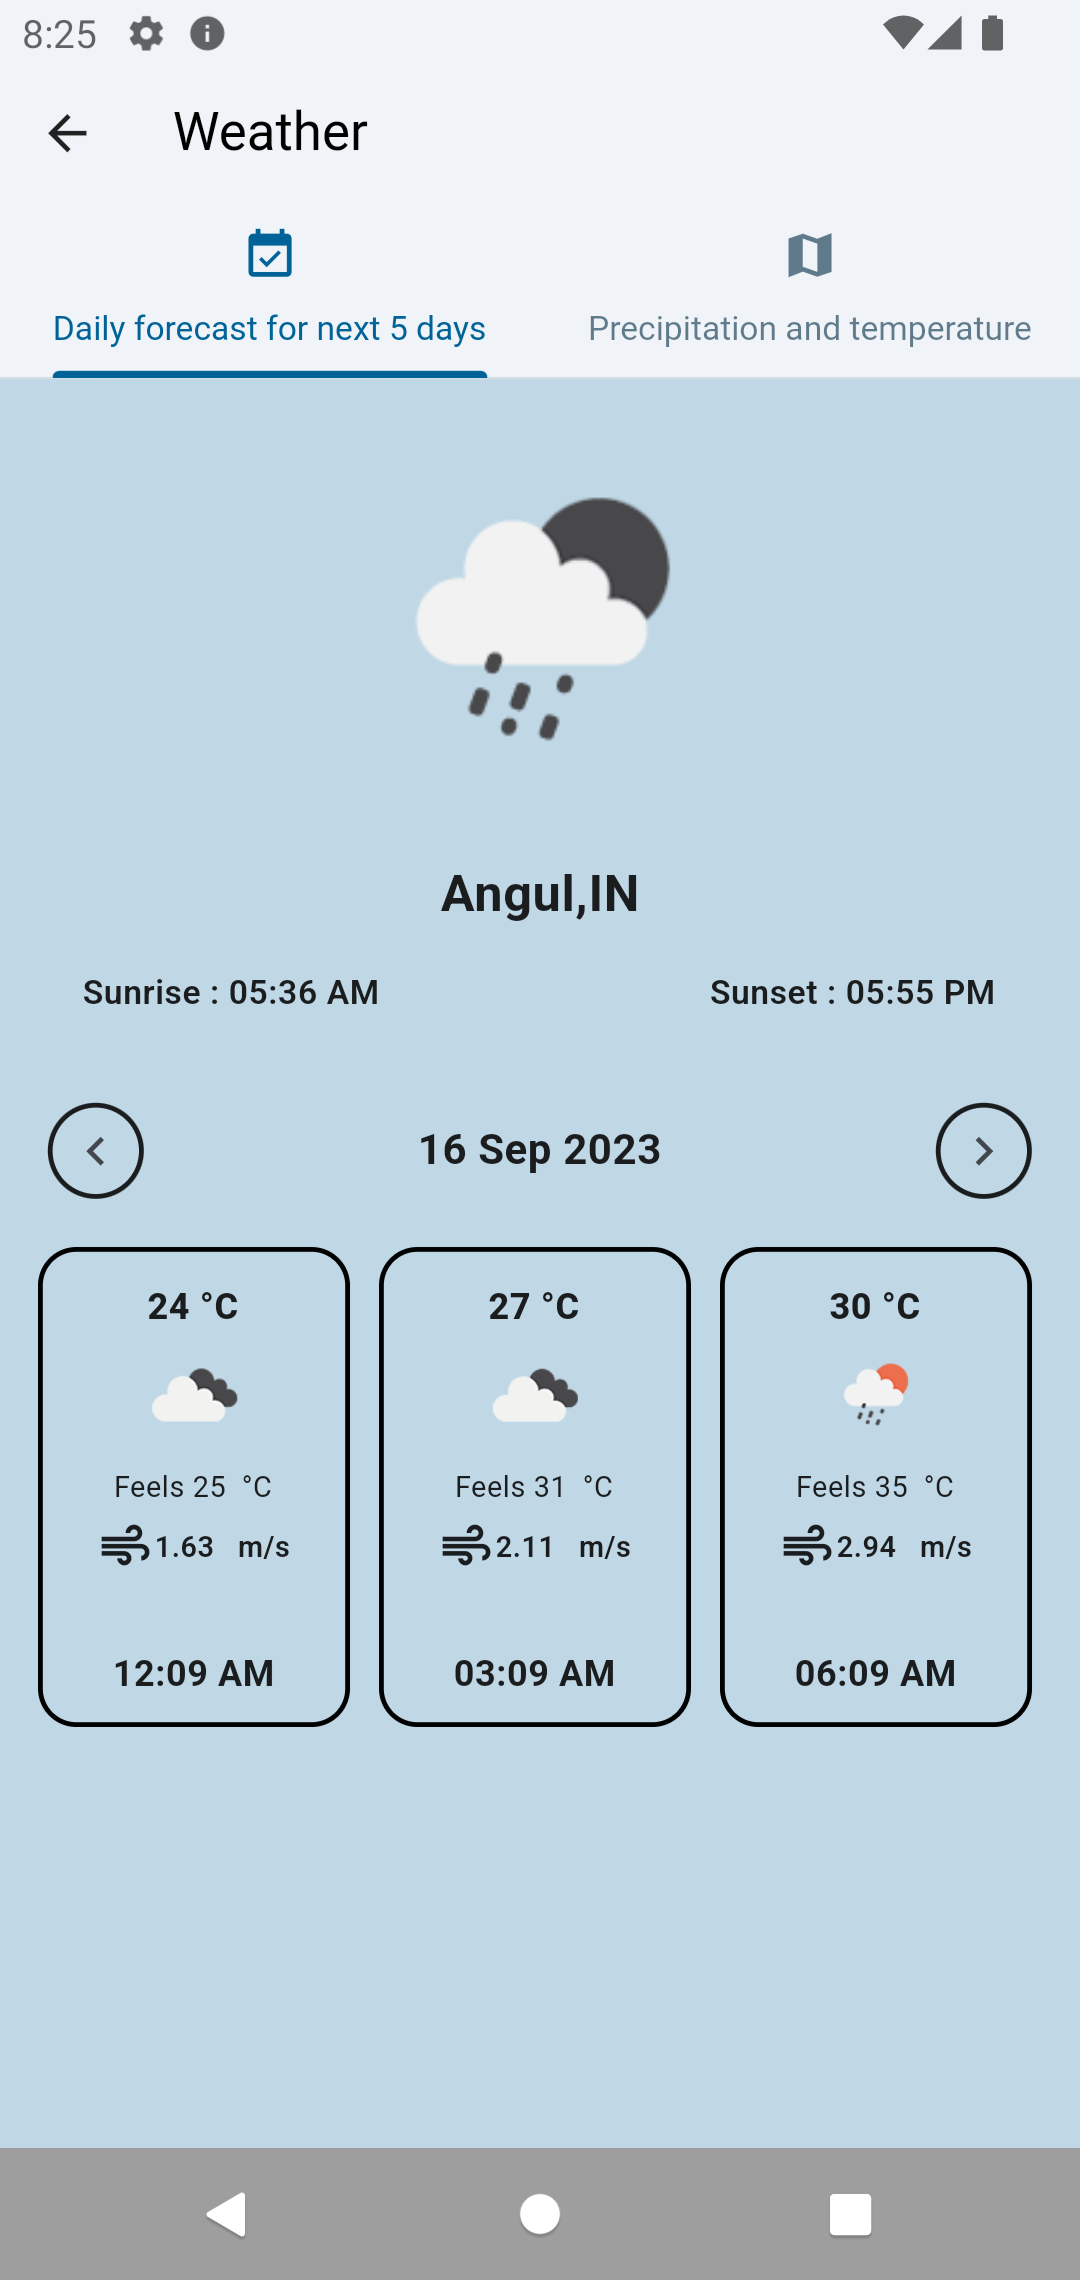 8:25
Weather
Daily forecast for next 5 days
Precipitation and temperature
Angul,IN
Sunrise : 05:36 AM
Sunset : 05:55 PM
16 Sep 2023
24 °C
27 °C
30 °C
Feels 25 °C
Feels 31 °C
Feels 35 °C
1.63 m/s
2.11 m/s
2.94 m/s
12:09 AM
03:09 AM
06:09 AM